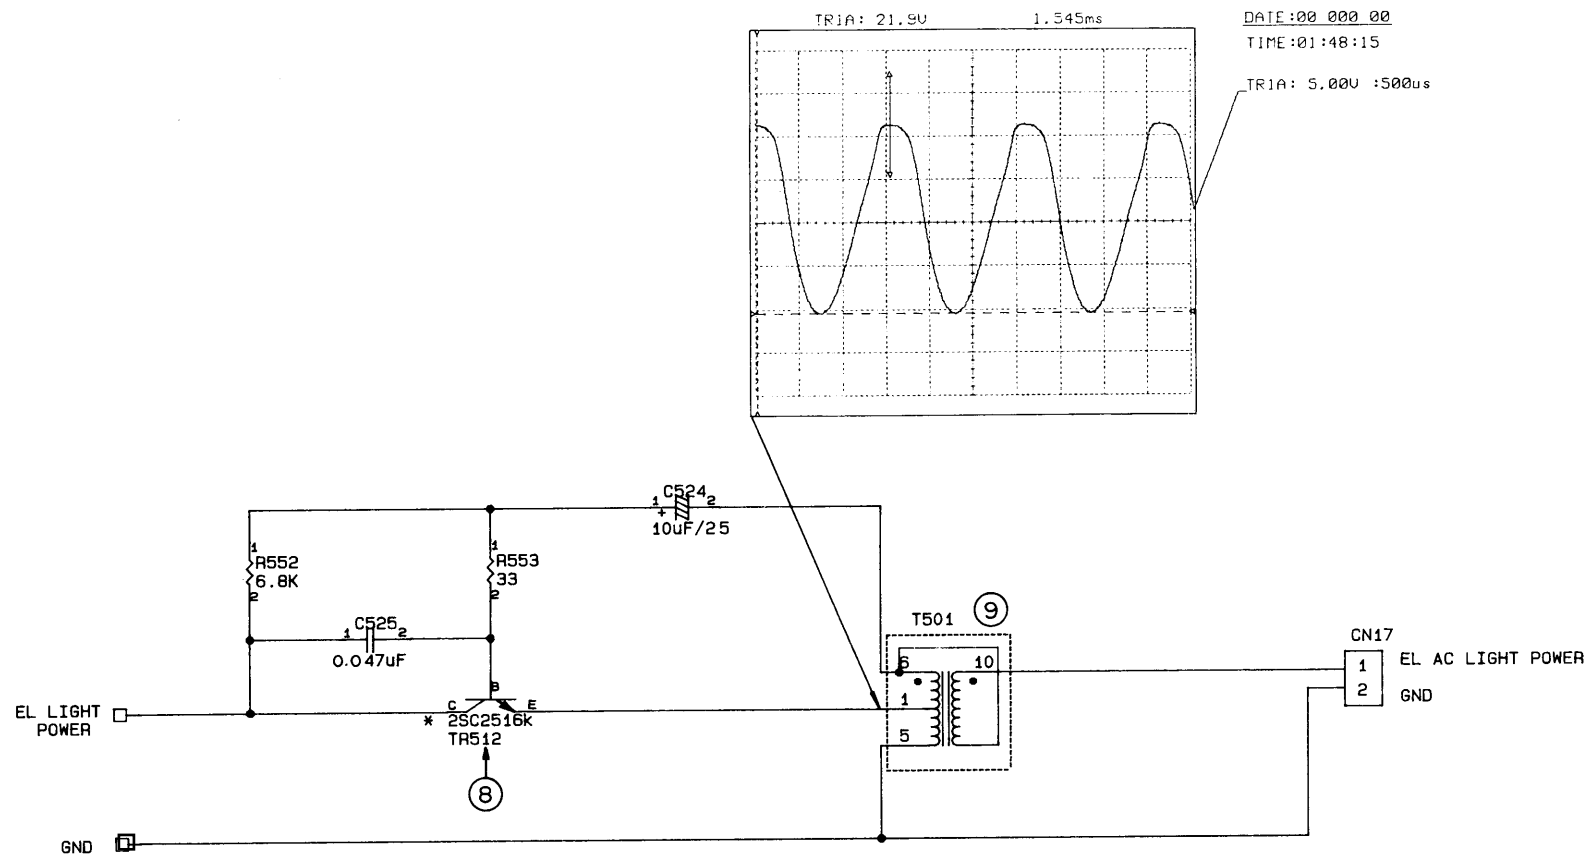 TR1A: 21.9V 1.545ms
DATE:00 000 00
TIME:01:48:15
TR1A: 5.00V :500us
1 C524 2
+
10uF/25
1
R552
6.8K
2
1
R553
33
2
1 C525 2
0.047uF
B
C E
* 2SC2516K
TR512
8
EL LIGHT
POWER
GND
T501
9
6 10
1
5
CN17
1 EL AC LIGHT POWER
2 GND